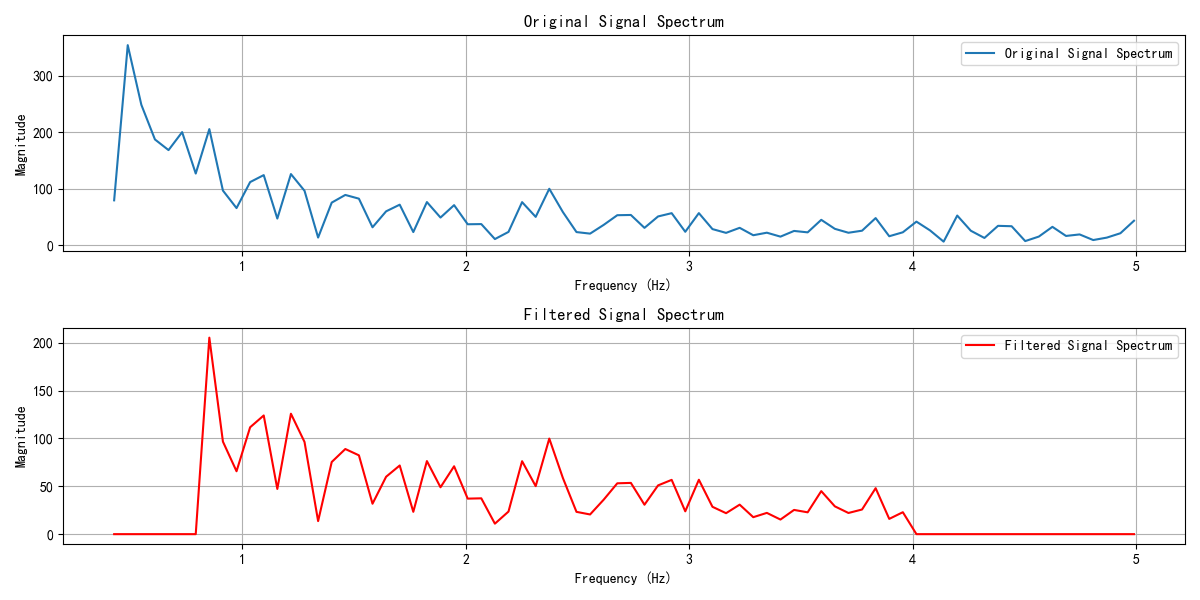 Original Signal Spectrum
Original Signal Spectrum
Magnitude
300
200
100
0
1 2 3 4 5
Frequency (Hz)
Filtered Signal Spectrum
Filtered Signal Spectrum
Magnitude
200
150
100
50
0
1 2 3 4 5
Frequency (Hz)